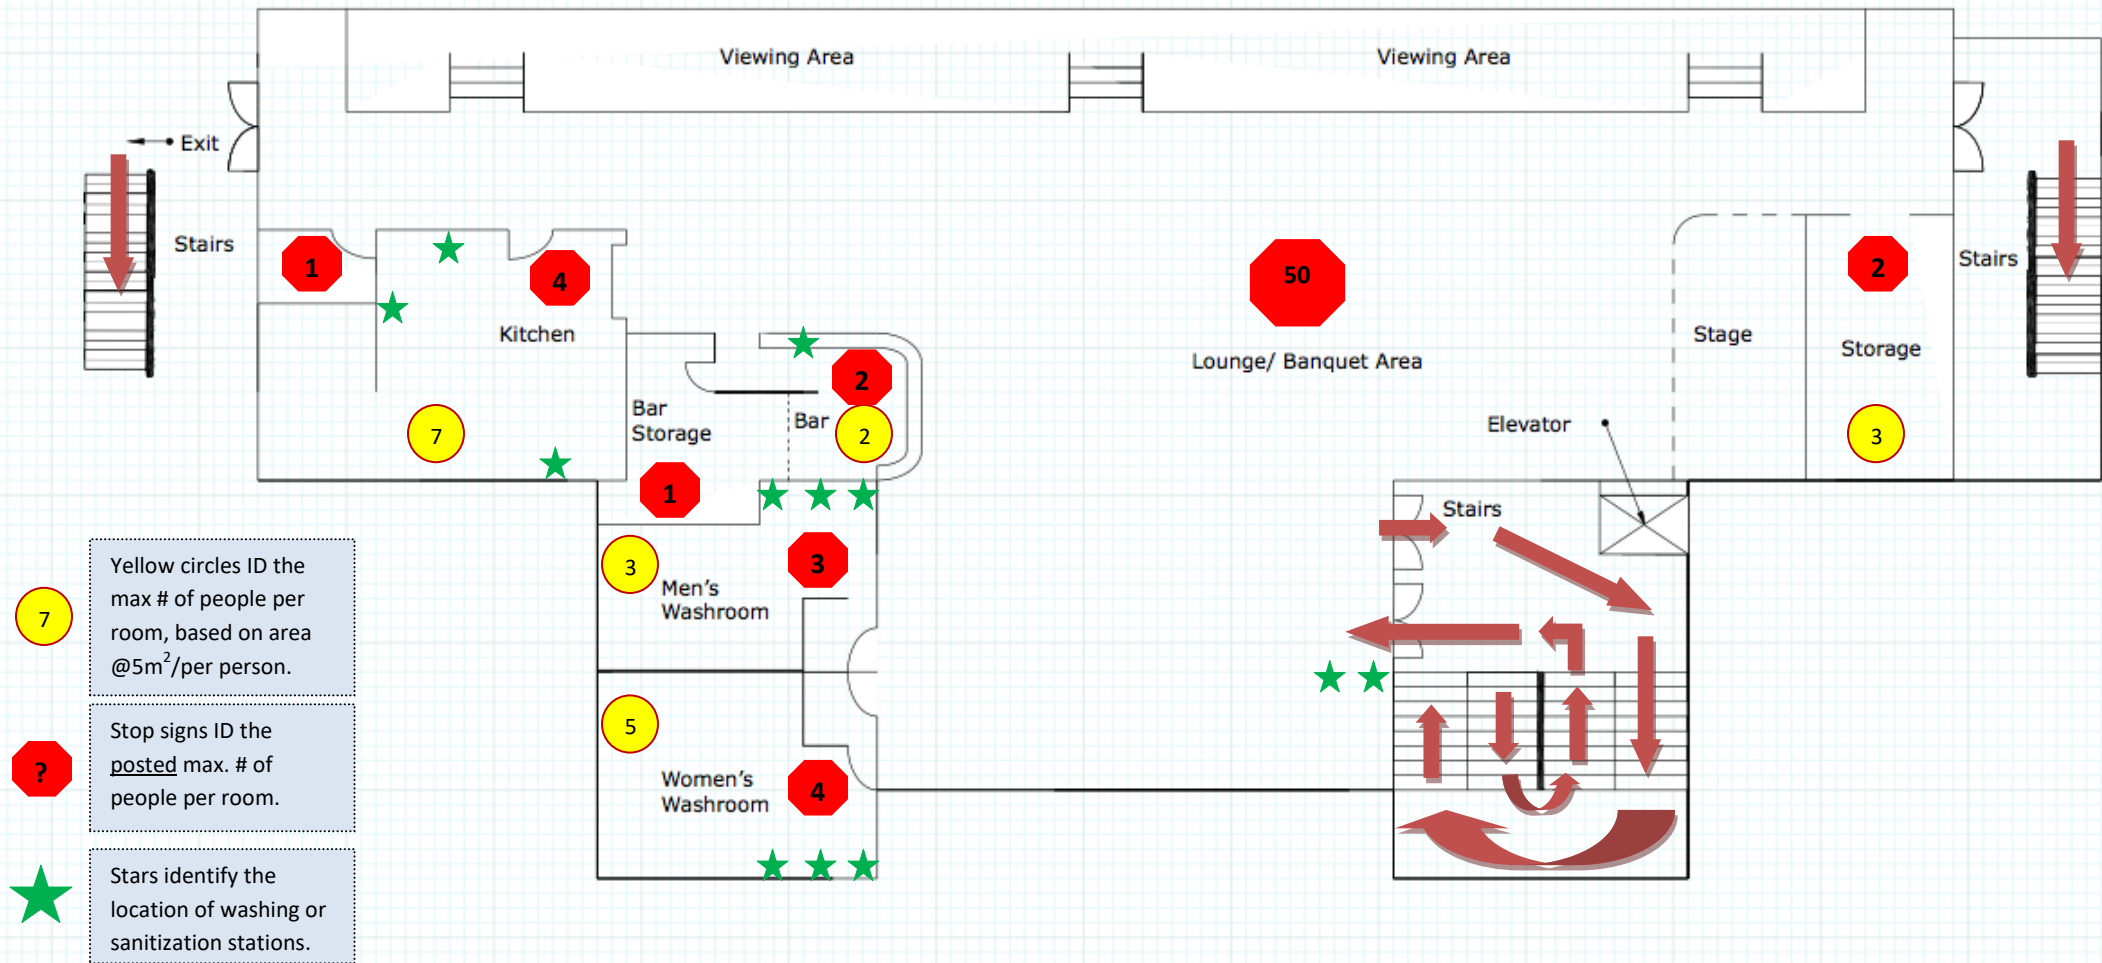 Viewing Area
Viewing Area
Exit
Stairs
1
4
Kitchen
7
50
Lounge/ Banquet Area
Stage
2
Storage
3
Stairs
2
Bar
Storage
Bar
2
1
Elevator
Stairs
3
Men's
Washroom
3
5
Women's
Washroom
4
7
Yellow circles ID the
max # of people per
room, based on area
@5m²/per person.
?
Stop signs ID the
posted max. # of
people per room.
Stars identify the
location of washing or
sanitization stations.